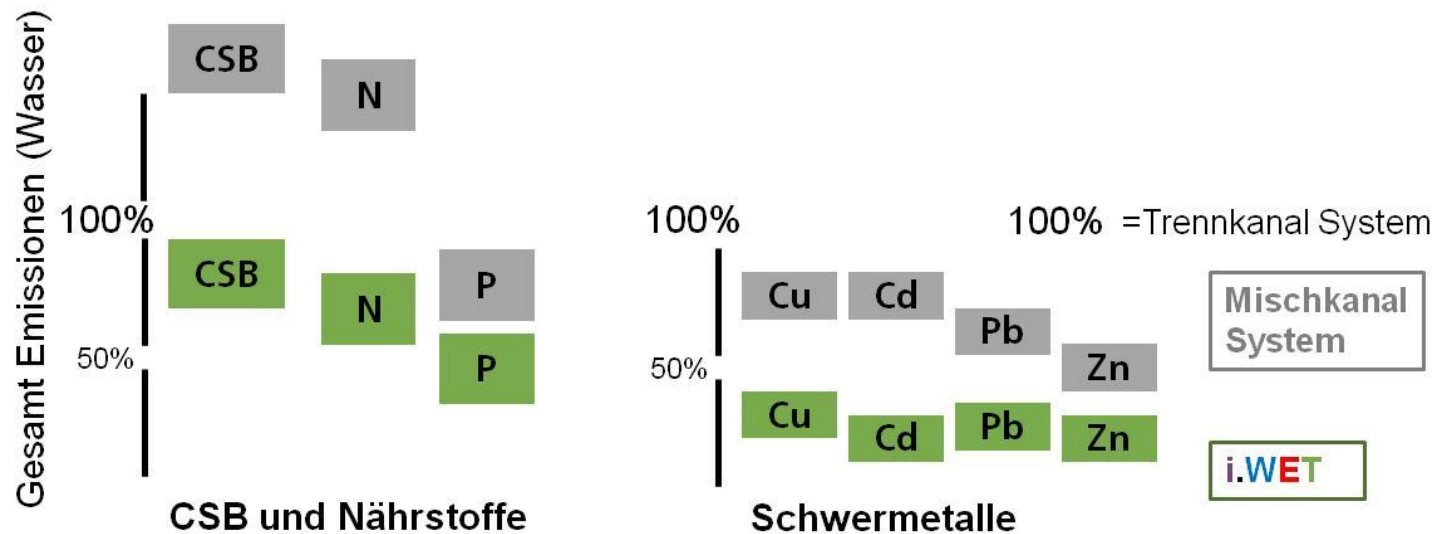 Gesamt Emissionen (Wasser)
CSB
N
100%
CSB
N
P
P
50%
CSB und Nährstoffe
100%
100% =Trennkanal System
Cu
Cd
Pb
Zn
50%
Cu
Cd
Pb
Zn
Schwermetalle
Mischkanal
System
i.WET